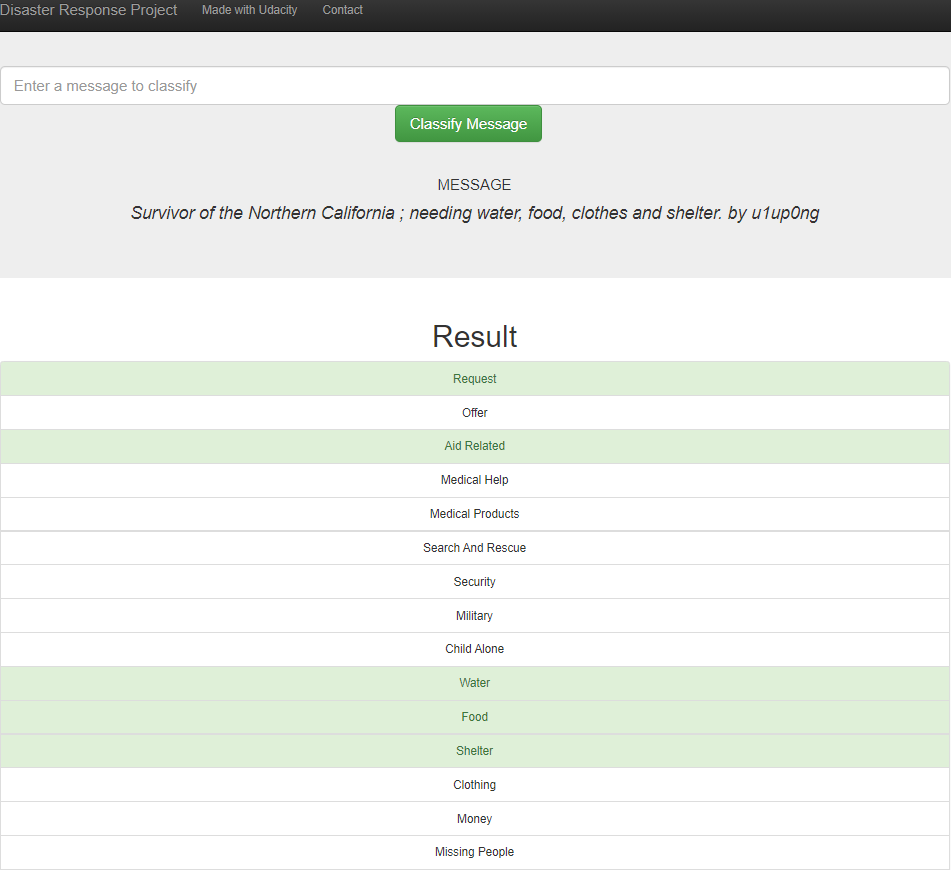 Disaster Response Project Made with Udacity Contact
Enter a message to classify
Classify Message
MESSAGE
Survivor of the Northern California ; needing water, food, clothes and shelter. by u1up0ng
Result
Request
Offer
Aid Related
Medical Help
Medical Products
Search And Rescue
Security
Military
Child Alone
Water
Food
Shelter
Clothing
Money
Missing People